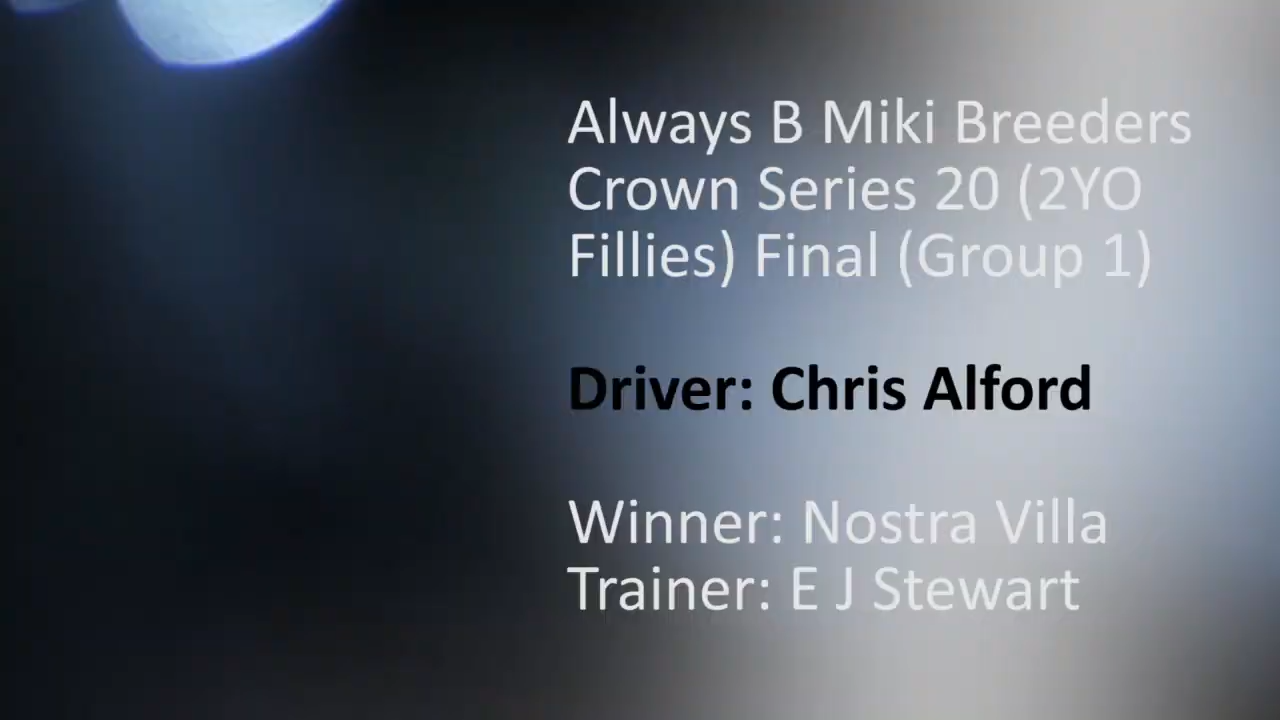 Always B Miki Breeders
Crown Series 20 (2YO
Fillies) Final (Group 1)
Driver: Chris Alford
Winner: Nostra Villa
Trainer: E J Stewart